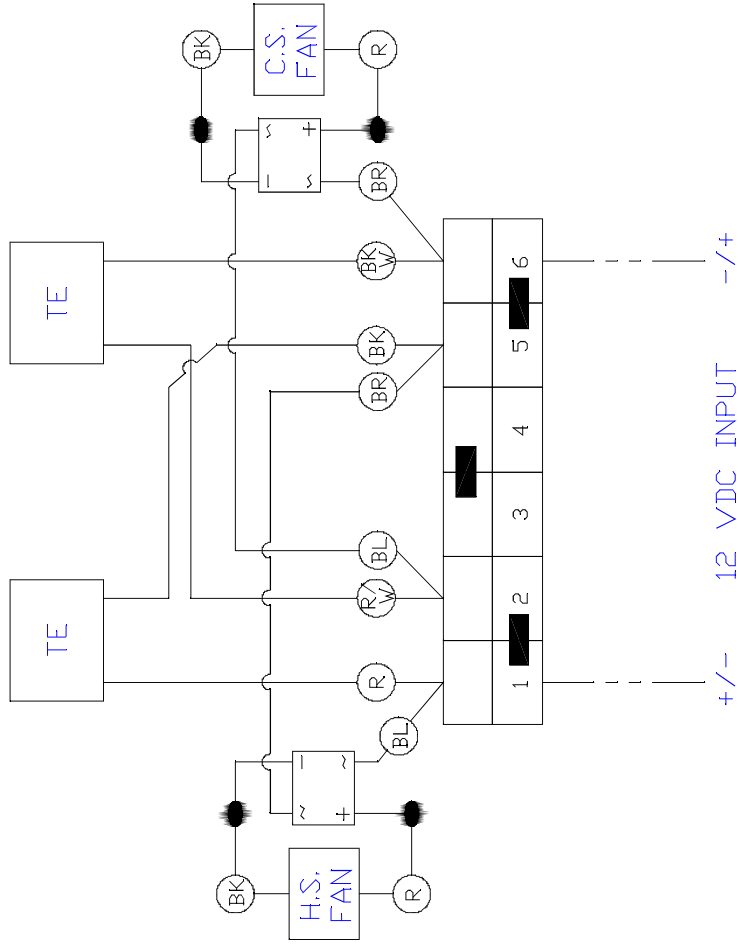 TE
TE
BK
BK
H.S.
FAN
C.S.
FAN
~ -
+ ~
- ~
~ +
R
BL
R
R/
W
BL
BR
BK
BK
W
BR
R
1 2 3 4 5 6
+/- 12 VDC INPUT -/+